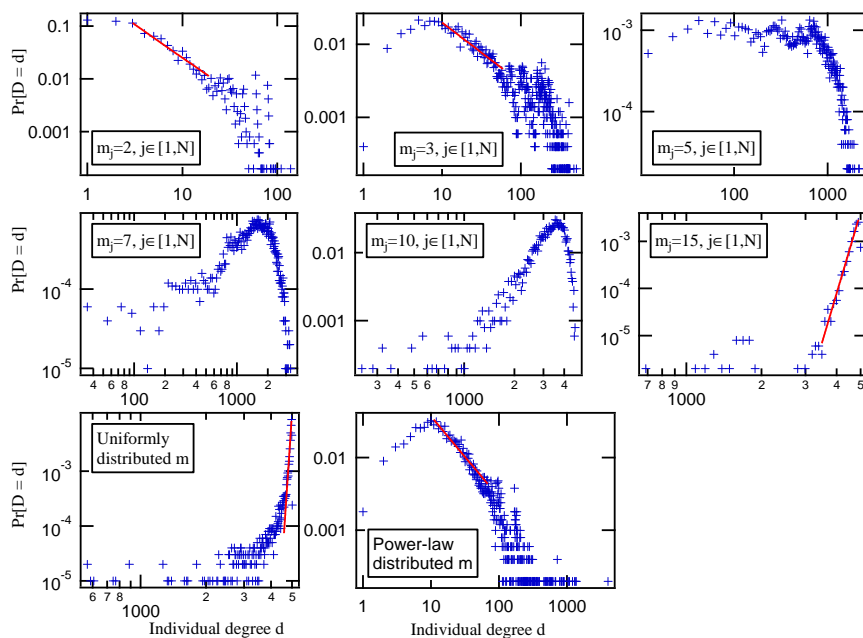 Pr[D = d]
0.1
0.01
0.001
m_j=2, j∈[1,N]
1 10 100
0.01
0.001
m_j=3, j∈[1,N]
1 10 100 1000
10^-3
10^-4
m_j=5, j∈[1,N]
100 1000
Pr[D = d]
10^-4
10^-5
m_j=7, j∈[1,N]
4 6 8 100 2 4 6 8 1000 2
0.01
0.001
m_j=10, j∈[1,N]
3 4 5 6 1000 2 3 4
10^-3
10^-4
10^-5
m_j=15, j∈[1,N]
7 8 9 1000 2 3 4 5
Pr[D = d]
10^-3
10^-4
10^-5
Uniformly
distributed m
6 7 8 1000 2 3 4 5
Individual degree d
0.01
0.001
Power-law
distributed m
1 10 100 1000
Individual degree d